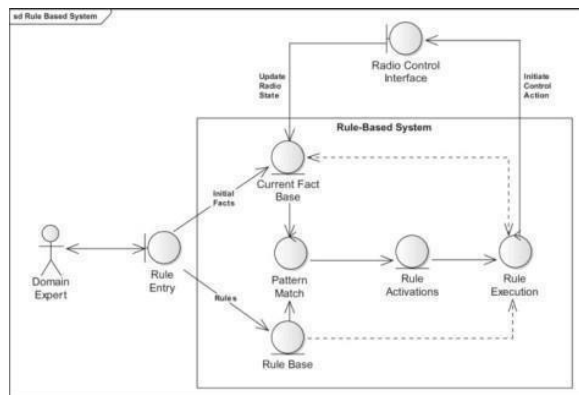 sd Rule Based System
Radio Control
Interface
Update
Radio
State
Initiate
Control
Action
Rule-Based System
Current Fact
Base
Initial
Facts
Domain
Expert
Rule
Entry
Pattern
Match
Rule
Activations
Rule
Execution
Rules
Rule Base